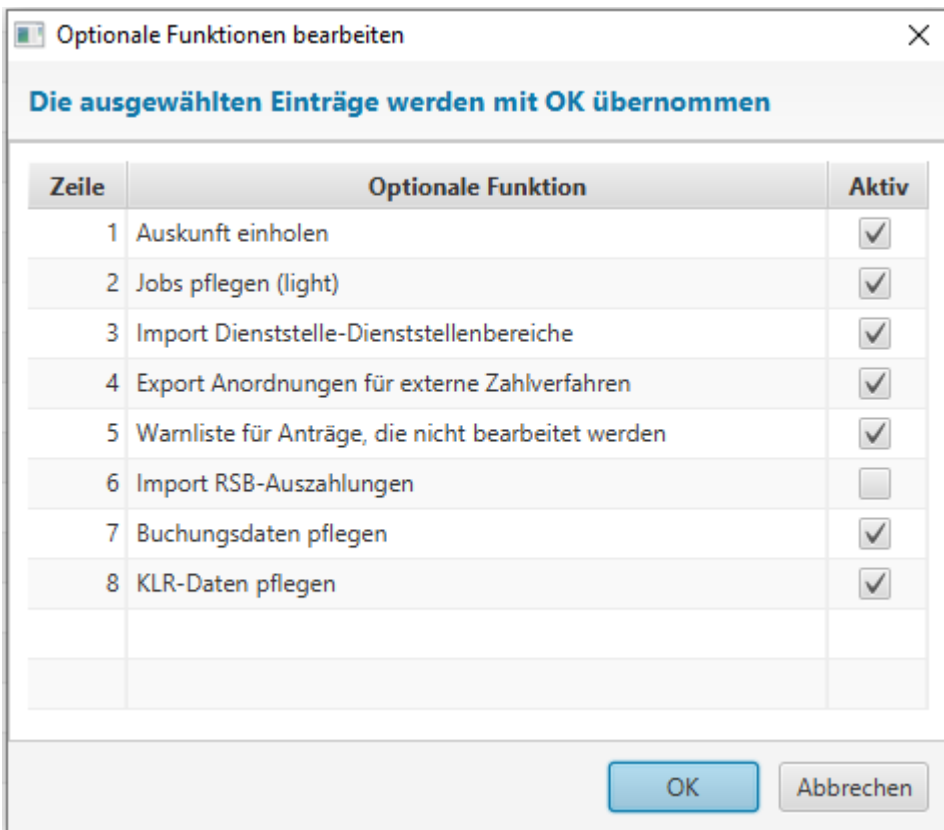 Optionale Funktionen bearbeiten
Die ausgewählten Einträge werden mit OK übernommen
Zeile Optionale Funktion Aktiv
1 Auskunft einholen
2 Jobs pflegen (light)
3 Import Dienststelle-Dienststellenbereiche
4 Export Anordnungen für externe Zahlverfahren
5 Warnliste für Anträge, die nicht bearbeitet werden
6 Import RSB-Auszahlungen
7 Buchungsdaten pflegen
8 KLR-Daten pflegen
OK Abbrechen